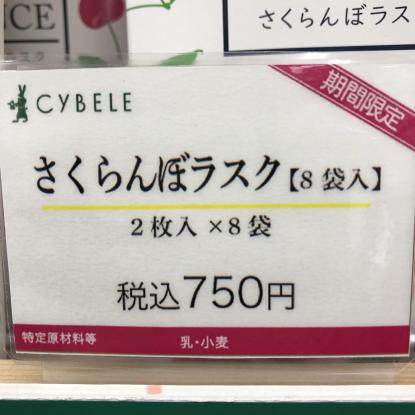 ICE
スク
さくらんぼラス
CYBELE
期間限定
さくらんぼラスク【8袋入】
2枚入×8袋
税込750円
特定原材料等 乳・小麦